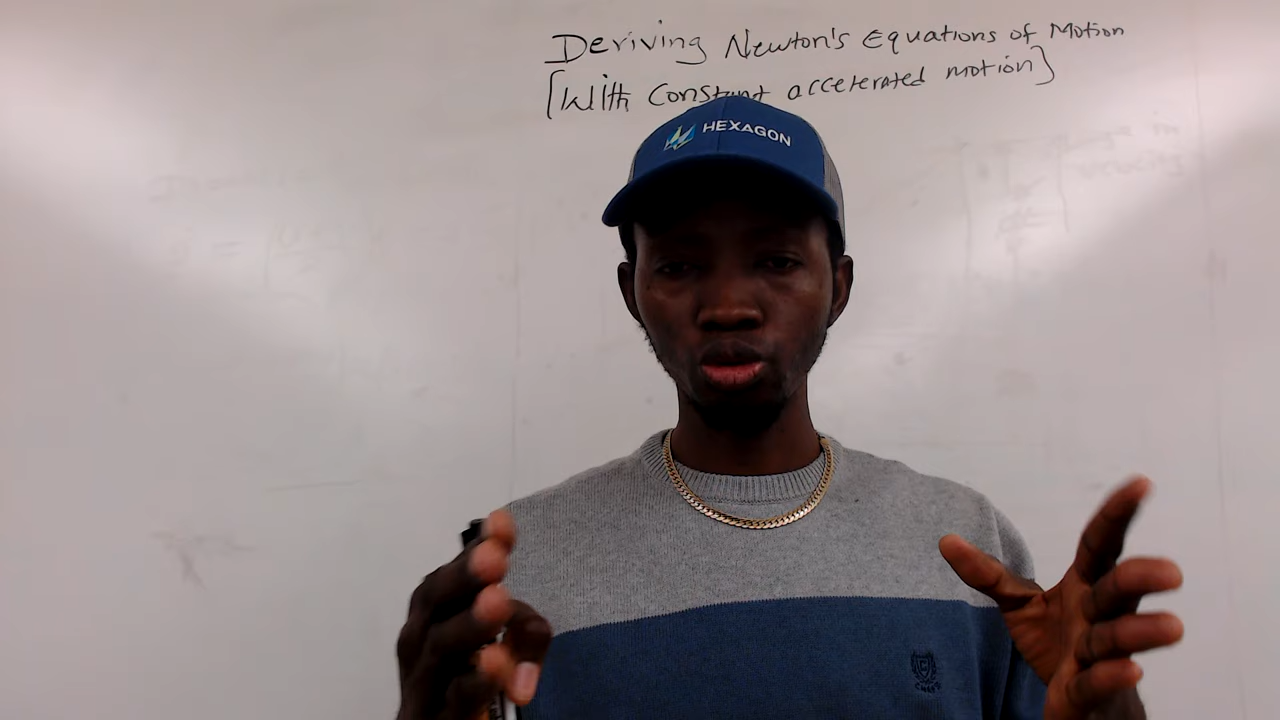 Deriving Newton's Equations of Motion
[With Constant accelerated motion]
HEXAGON